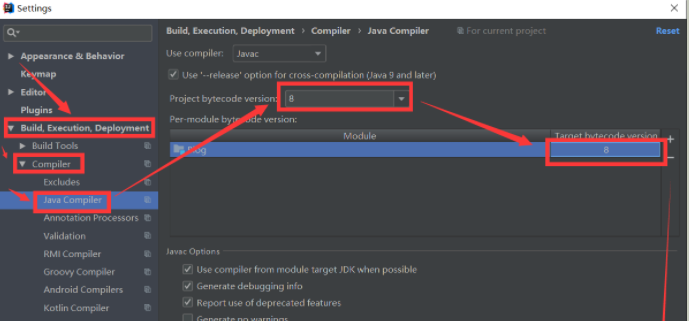 Settings
Appearance & Behavior
Keymap
Editor
Plugins
Build, Execution, Deployment
Build Tools
Compiler
Excludes
Java Compiler
Annotation Processors
Validation
RMI Compiler
Groovy Compiler
Android Compilers
Kotlin Compiler
Build, Execution, Deployment › Compiler › Java Compiler
For current project
Reset
Use compiler:
Javac
Use '--release' option for cross-compilation (Java 9 and later)
Project bytecode version:
8
Per-module bytecode version:
Module
Target bytecode version
8
Javac Options
Use compiler from module target JDK when possible
Generate debugging info
Report use of deprecated features
Generate no warnings